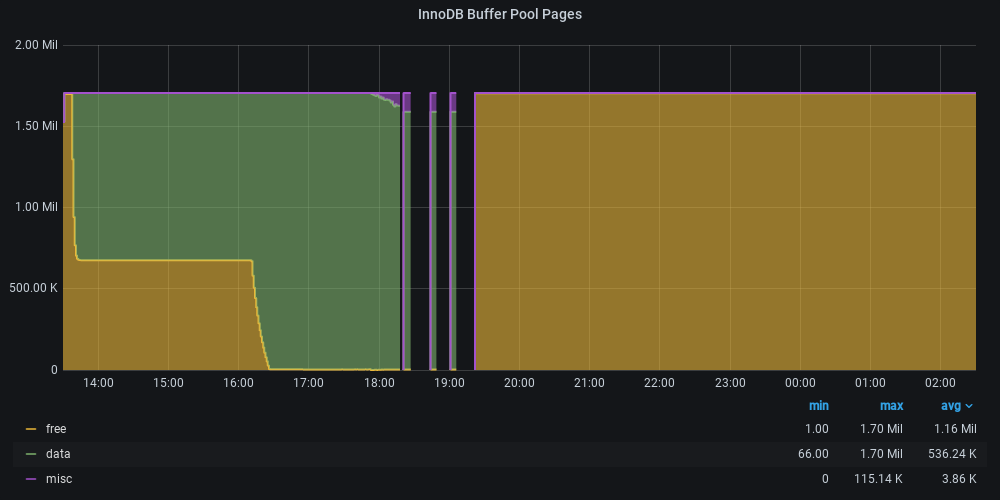 InnoDB Buffer Pool Pages
2.00 Mil
1.50 Mil
1.00 Mil
500.00 K
0
14:00 15:00 16:00 17:00 18:00 19:00 20:00 21:00 22:00 23:00 00:00 01:00 02:00
min max avg
free 1.00 1.70 Mil 1.16 Mil
data 66.00 1.70 Mil 536.24 K
misc 0 115.14 K 3.86 K